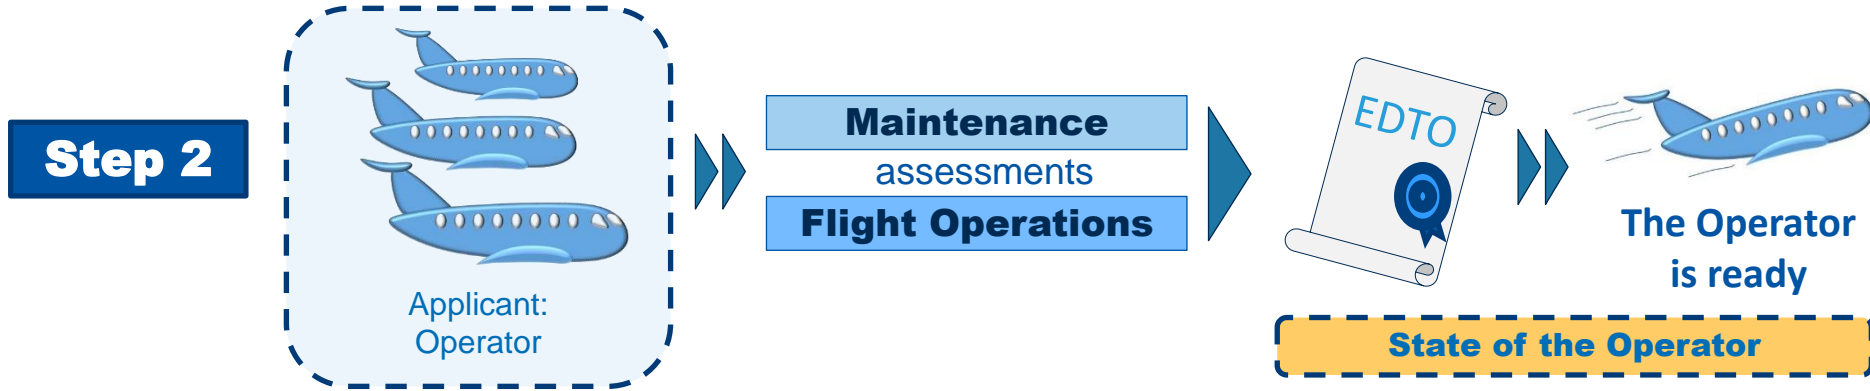 Step 2
Applicant:
Operator
Maintenance
assessments
Flight Operations
EDTO
The Operator
is ready
State of the Operator